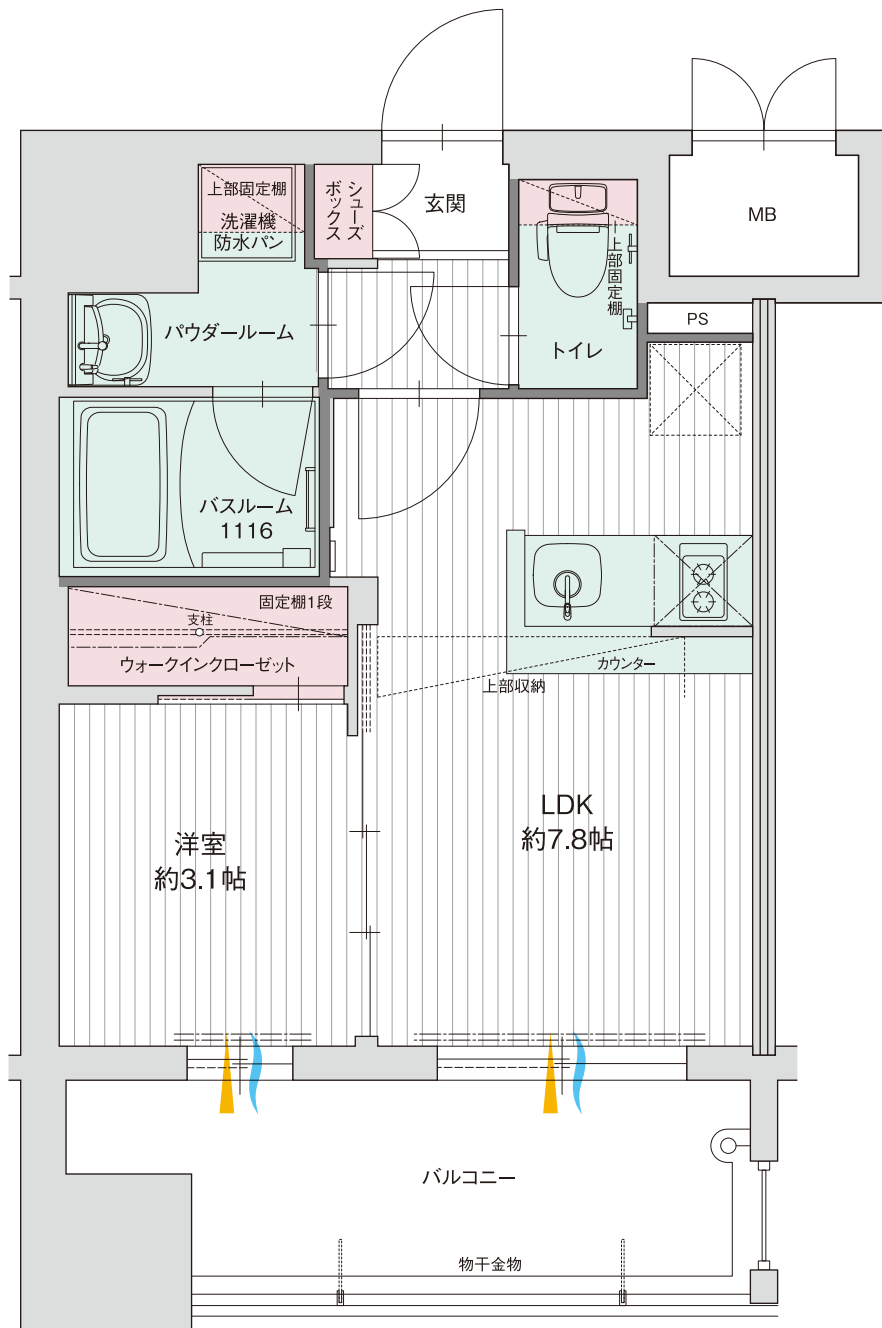 上部固定棚
洗濯機
防水パン
シューズ
ボックス
玄関
上部固定棚
MB
PS
パウダールーム
トイレ
バスルーム
1116
固定棚1段
支柱
ウォークインクローゼット
カウンター
上部収納
LDK
約7.8帖
洋室
約3.1帖
バルコニー
物干金物